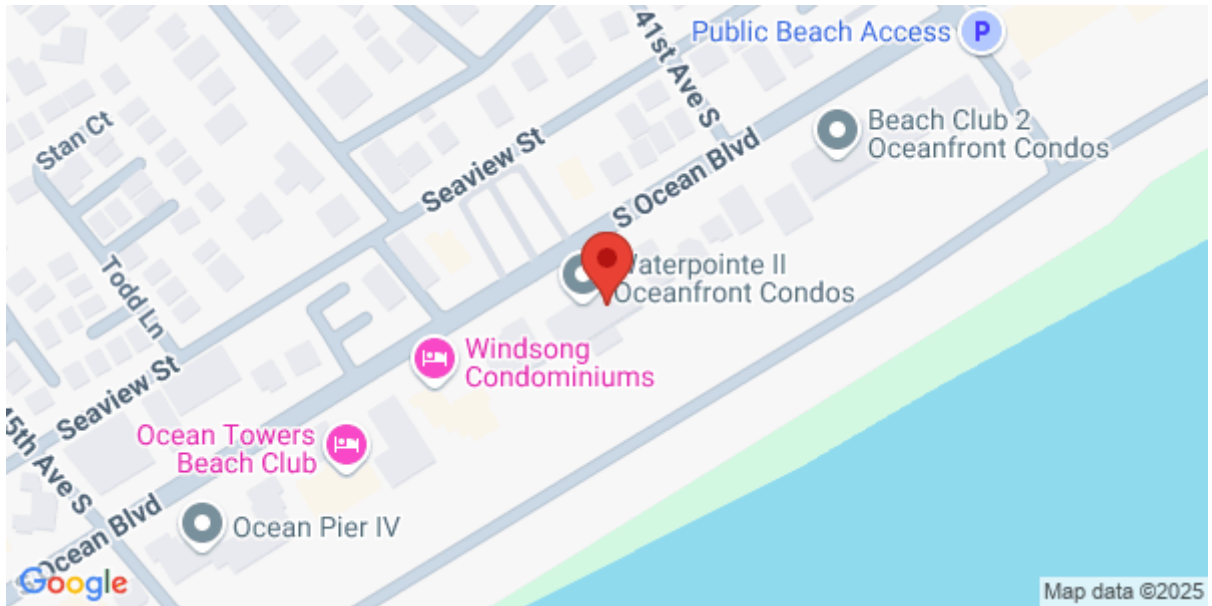 Public Beach Access
P
41st Ave S
Beach Club 2
Oceanfront Condos
Stan Ct
Seaview St
S Ocean Blvd
Waterpointe II
Oceanfront Condos
Todd Ln
Windsong
Condominiums
Seaview St
Ocean Towers
Beach Club
45th Ave S
S Ocean Blvd
Ocean Pier IV
Google
Map data ©2025